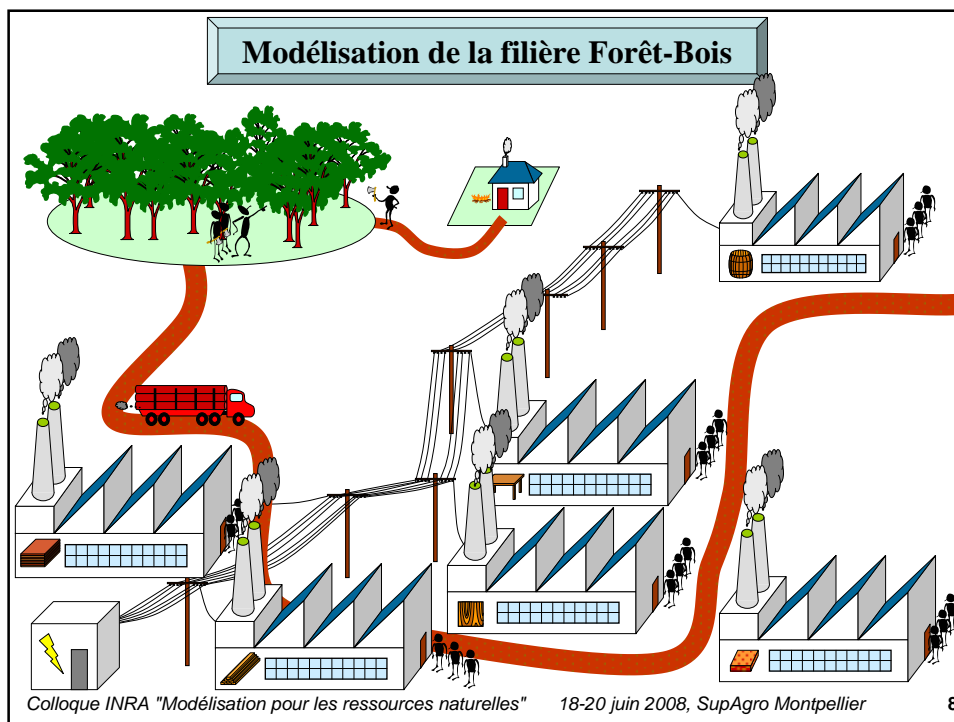 Modélisation de la filière Forêt-Bois
Colloque INRA "Modélisation pour les ressources naturelles" 18-20 juin 2008, SupAgro Montpellier 8